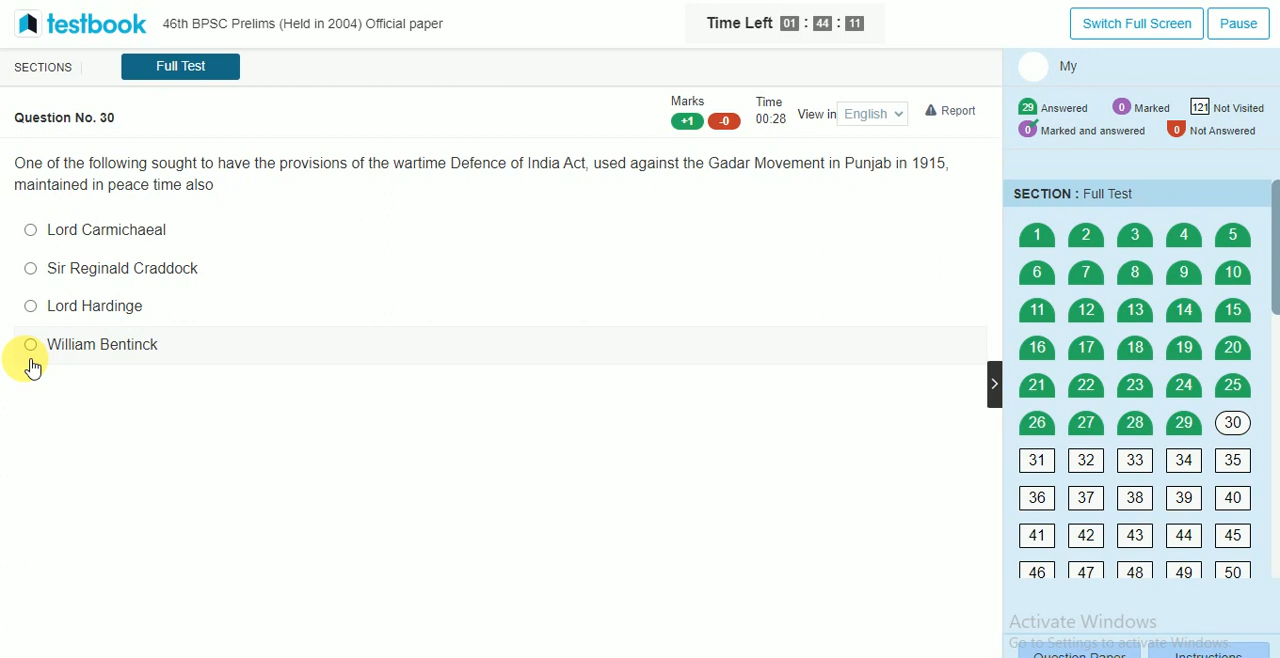 testbook
46th BPSC Prelims (Held in 2004) Official paper
Time Left 01 : 44 : 11
Switch Full Screen
Pause
SECTIONS
Full Test
My
Question No. 30
Marks
+1 -0
Time
00:28
View in English
Report
29 Answered
0 Marked
121 Not Visited
0 Marked and answered
0 Not Answered
One of the following sought to have the provisions of the wartime Defence of India Act, used against the Gadar Movement in Punjab in 1915,
maintained in peace time also
Lord Carmichaeal
Sir Reginald Craddock
Lord Hardinge
William Bentinck
SECTION : Full Test
1 2 3 4 5
6 7 8 9 10
11 12 13 14 15
16 17 18 19 20
21 22 23 24 25
26 27 28 29 30
31 32 33 34 35
36 37 38 39 40
41 42 43 44 45
46 47 48 49 50
Activate Windows
Go to Settings to activate Windows.
Question Paper
Instructions